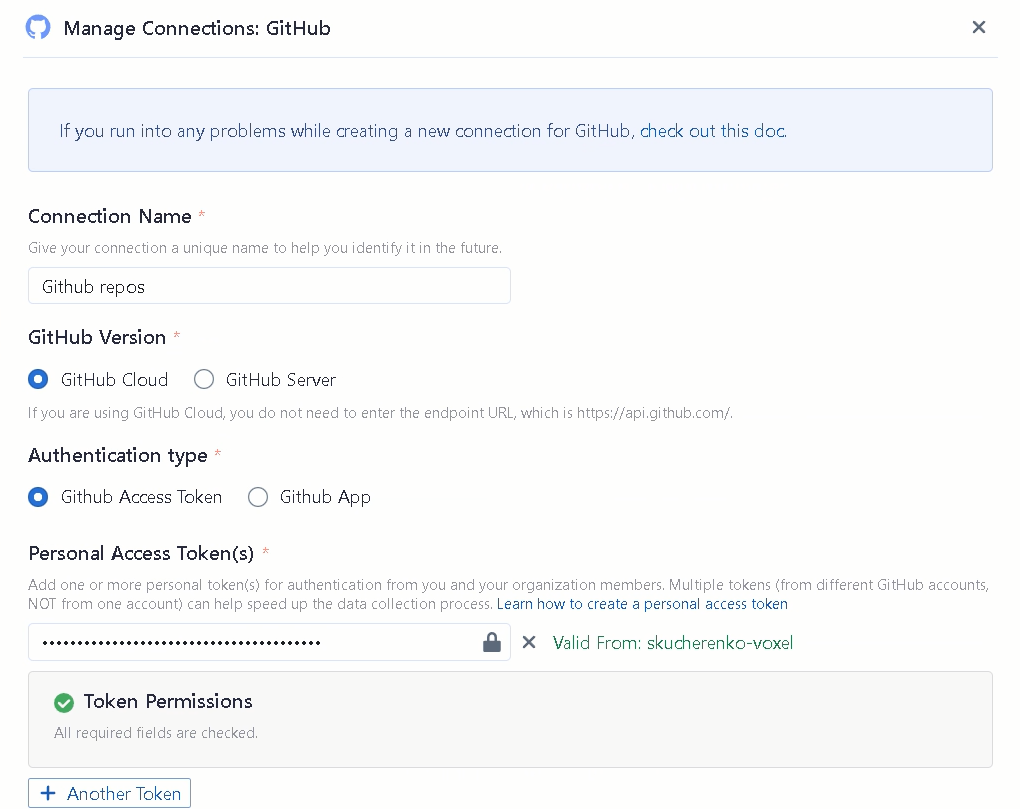 Manage Connections: GitHub
If you run into any problems while creating a new connection for GitHub, check out this doc.
Connection Name *
Give your connection a unique name to help you identify it in the future.
Github repos
GitHub Version *
GitHub Cloud GitHub Server
If you are using GitHub Cloud, you do not need to enter the endpoint URL, which is https://api.github.com/.
Authentication type *
Github Access Token Github App
Personal Access Token(s) *
Add one or more personal token(s) for authentication from you and your organization members. Multiple tokens (from different GitHub accounts,
NOT from one account) can help speed up the data collection process. Learn how to create a personal access token
••••••••••••••••••••••••••••••••••••••••
Valid From: skucherenko-voxel
Token Permissions
All required fields are checked.
Another Token